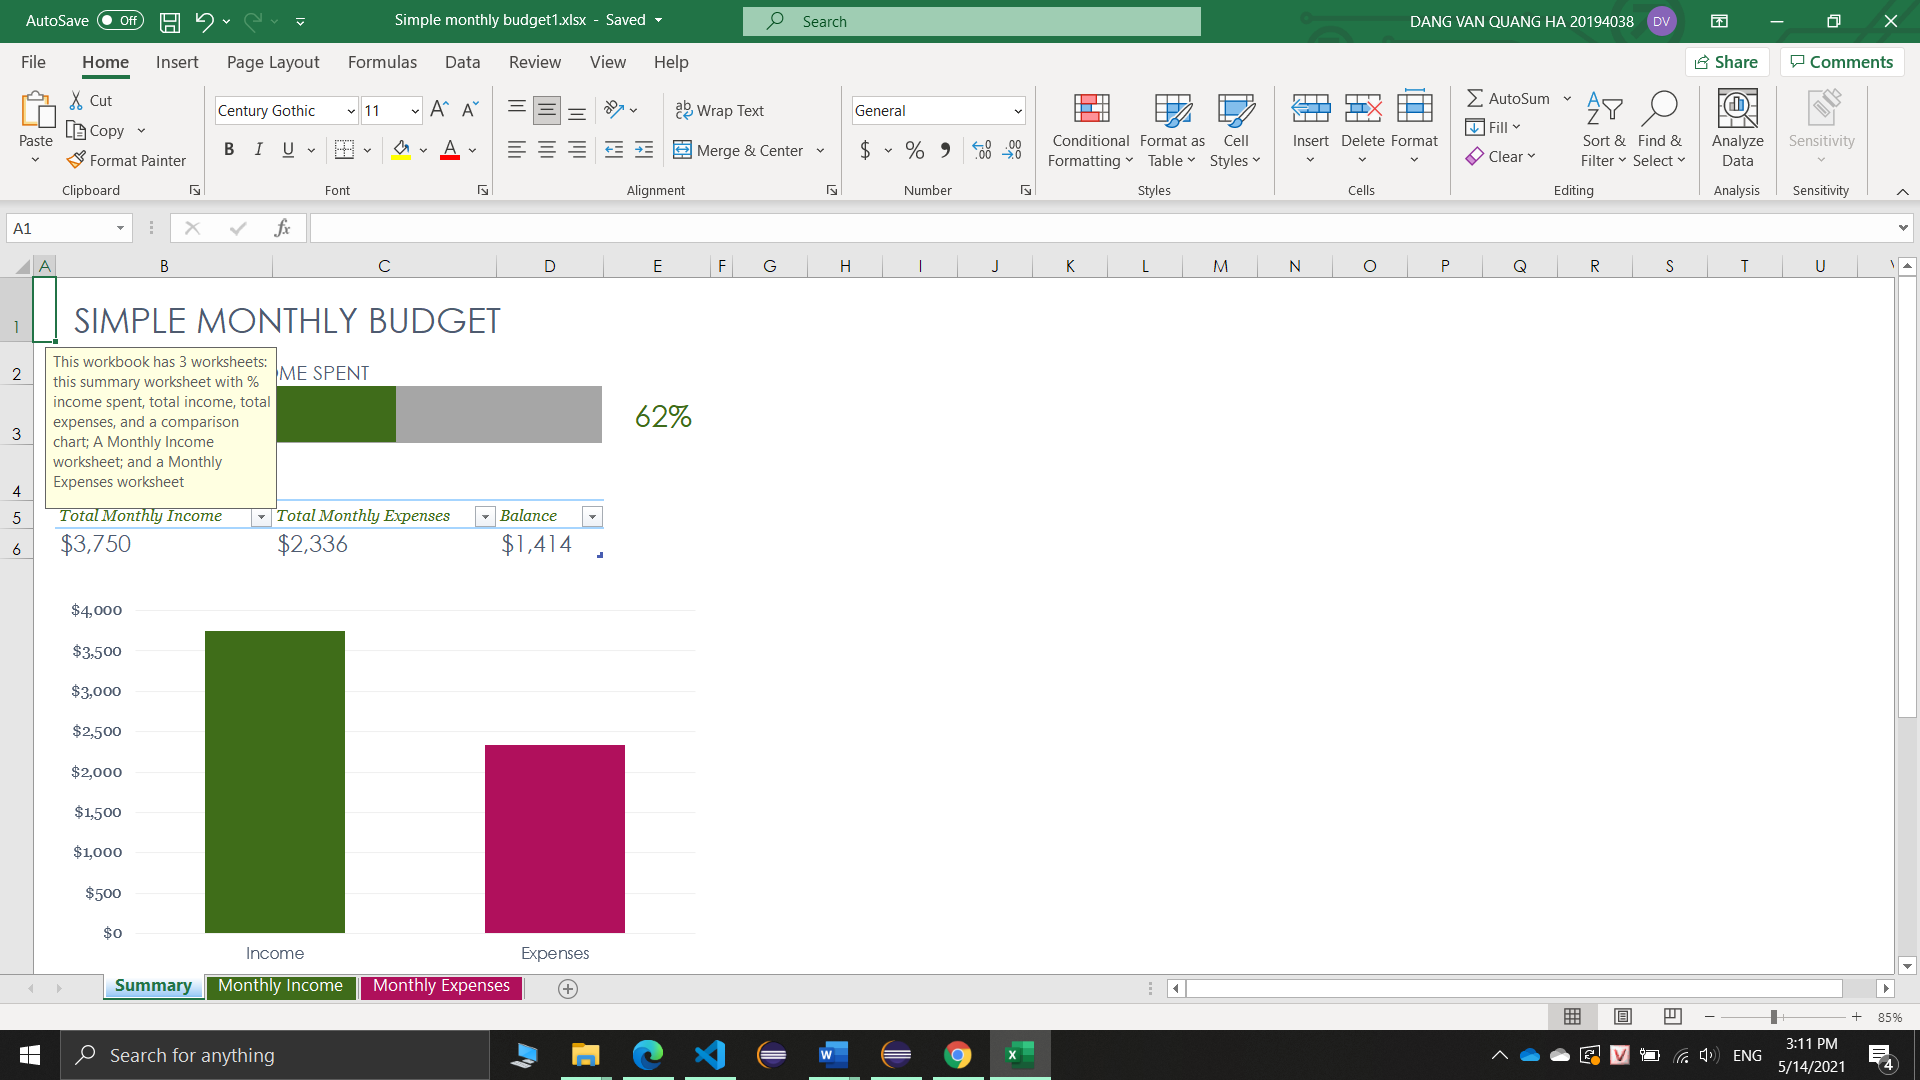 AutoSave Off Simple monthly budget1.xlsx - Saved Search DANG VAN QUANG HA 20194038 DV
File Home Insert Page Layout Formulas Data Review View Help Share Comments
Paste
Cut
Copy
Format Painter
Clipboard
Century Gothic 11
B I U
Font
Wrap Text
Merge & Center
Alignment
General
$ % ,
Number
Conditional Formatting
Format as Table
Cell Styles
Styles
Insert Delete Format
Cells
AutoSum
Fill
Clear
Sort & Filter
Find & Select
Editing
Analyze Data
Analysis
Sensitivity
Sensitivity
A1 fx
A B C D E F G H I J K L M N O P Q R S T U
1 SIMPLE MONTHLY BUDGET
2 OME SPENT
This workbook has 3 worksheets:
this summary worksheet with %
income spent, total income, total
expenses, and a comparison
chart; A Monthly Income
worksheet; and a Monthly
Expenses worksheet
3 62%
4
5 Total Monthly Income Total Monthly Expenses Balance
6 $3,750 $2,336 $1,414
$4,000
$3,500
$3,000
$2,500
$2,000
$1,500
$1,000
$500
$0
Income Expenses
Summary Monthly Income Monthly Expenses
85%
Search for anything
ENG
3:11 PM
5/14/2021
4